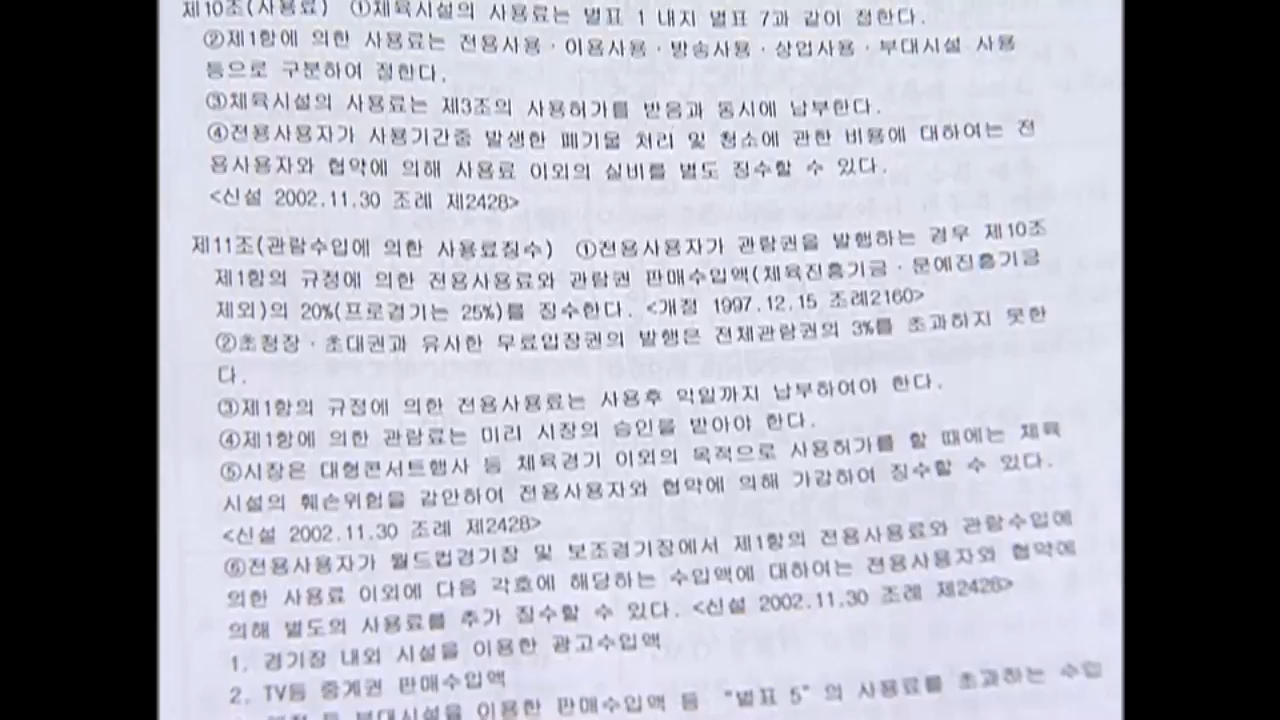 제10조(사용료) ①체육시설의 사용료는 별표 1 내지 별표 7과 같이 정한다.
②제1항에 의한 사용료는 전용사용·이용사용·방송사용·상업사용·부대시설 사용
등으로 구분하여 정한다.
③체육시설의 사용료는 제3조의 사용허가를 받음과 동시에 납부한다.
④전용사용자가 사용기간중 발생한 폐기물 처리 및 청소에 관한 비용에 대하여는 전
용사용자와 협약에 의해 사용료 이외의 실비를 별도 징수할 수 있다.
<신설 2002.11.30 조례 제2428>
제11조(관람수입에 의한 사용료징수) ①전용사용자가 관람권을 발행하는 경우 제10조
제1항의 규정에 의한 전용사용료와 관람권 판매수입액(체육진흥기금·문예진흥기금
제외)의 20%(프로경기는 25%)를 징수한다. <개정 1997.12.15 조례2160>
②초청장·초대권과 유사한 무료입장권의 발행은 전체관람권의 3%를 초과하지 못한
다.
③제1항의 규정에 의한 전용사용료는 사용후 익일까지 납부하여야 한다.
④제1항에 의한 관람료는 미리 시장의 승인을 받아야 한다.
⑤시장은 대형콘서트행사 등 체육경기 이외의 목적으로 사용허가를 할 때에는 체육
시설의 훼손위험을 감안하여 전용사용자와 협약에 의해 가감하여 징수할 수 있다.
<신설 2002.11.30 조례 제2428>
⑥전용사용자가 월드컵경기장 및 보조경기장에서 제1항의 전용사용료와 관람수입에
의한 사용료 이외에 다음 각호에 해당하는 수입액에 대하여는 전용사용자와 협약에
의해 별도의 사용료를 추가 징수할 수 있다. <신설 2002.11.30 조례 제2428>
1. 경기장 내외 시설을 이용한 광고수입액
2. TV등 중계권 판매수입액
등 부대시설을 이용한 판매수입액 등 "별표 5"의 사용료를 초과하는 수입